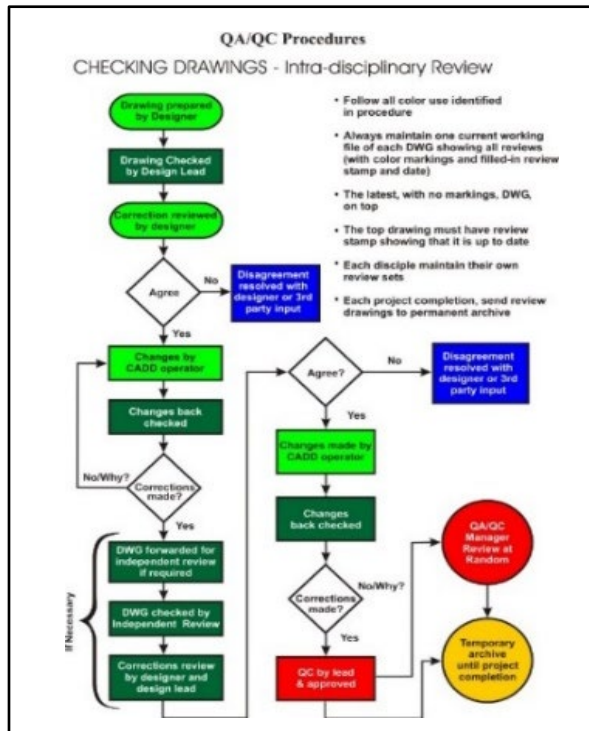 QA/QC Procedures
CHECKING DRAWINGS - Intra-disciplinary Review
Drawing prepared
by Designer
Drawing Checked
by Design Lead
Correction reviewed
by designer
Agree
No
Disagreement
resolved with
designer or 3rd
party input
Yes
Changes by
CADD operator
Changes back
checked
No/Why?
Corrections
made?
Yes
If Necessary
DWG forwarded for
independent review
if required
DWG checked by
Independent Review
Corrections review
by designer and
design lead
• Follow all color use identified
in procedure
• Always maintain one current working
file of each DWG showing all reviews
(with color markings and filled-in review
stamp and date)
• The latest, with no markings, DWG,
on top
• The top drawing must have review
stamp showing that it is up to date
• Each disciple maintain their own
review sets
• Each project completion, send review
drawings to permanent archive
Agree?
No
Disagreement
resolved with
designer or 3rd
party input
Yes
Changes made by
CADD operator
Changes
back checked
No/Why?
Corrections
made?
Yes
QC by lead
& approved
QA/QC
Manager
Review at
Random
Temporary
archive
until project
completion